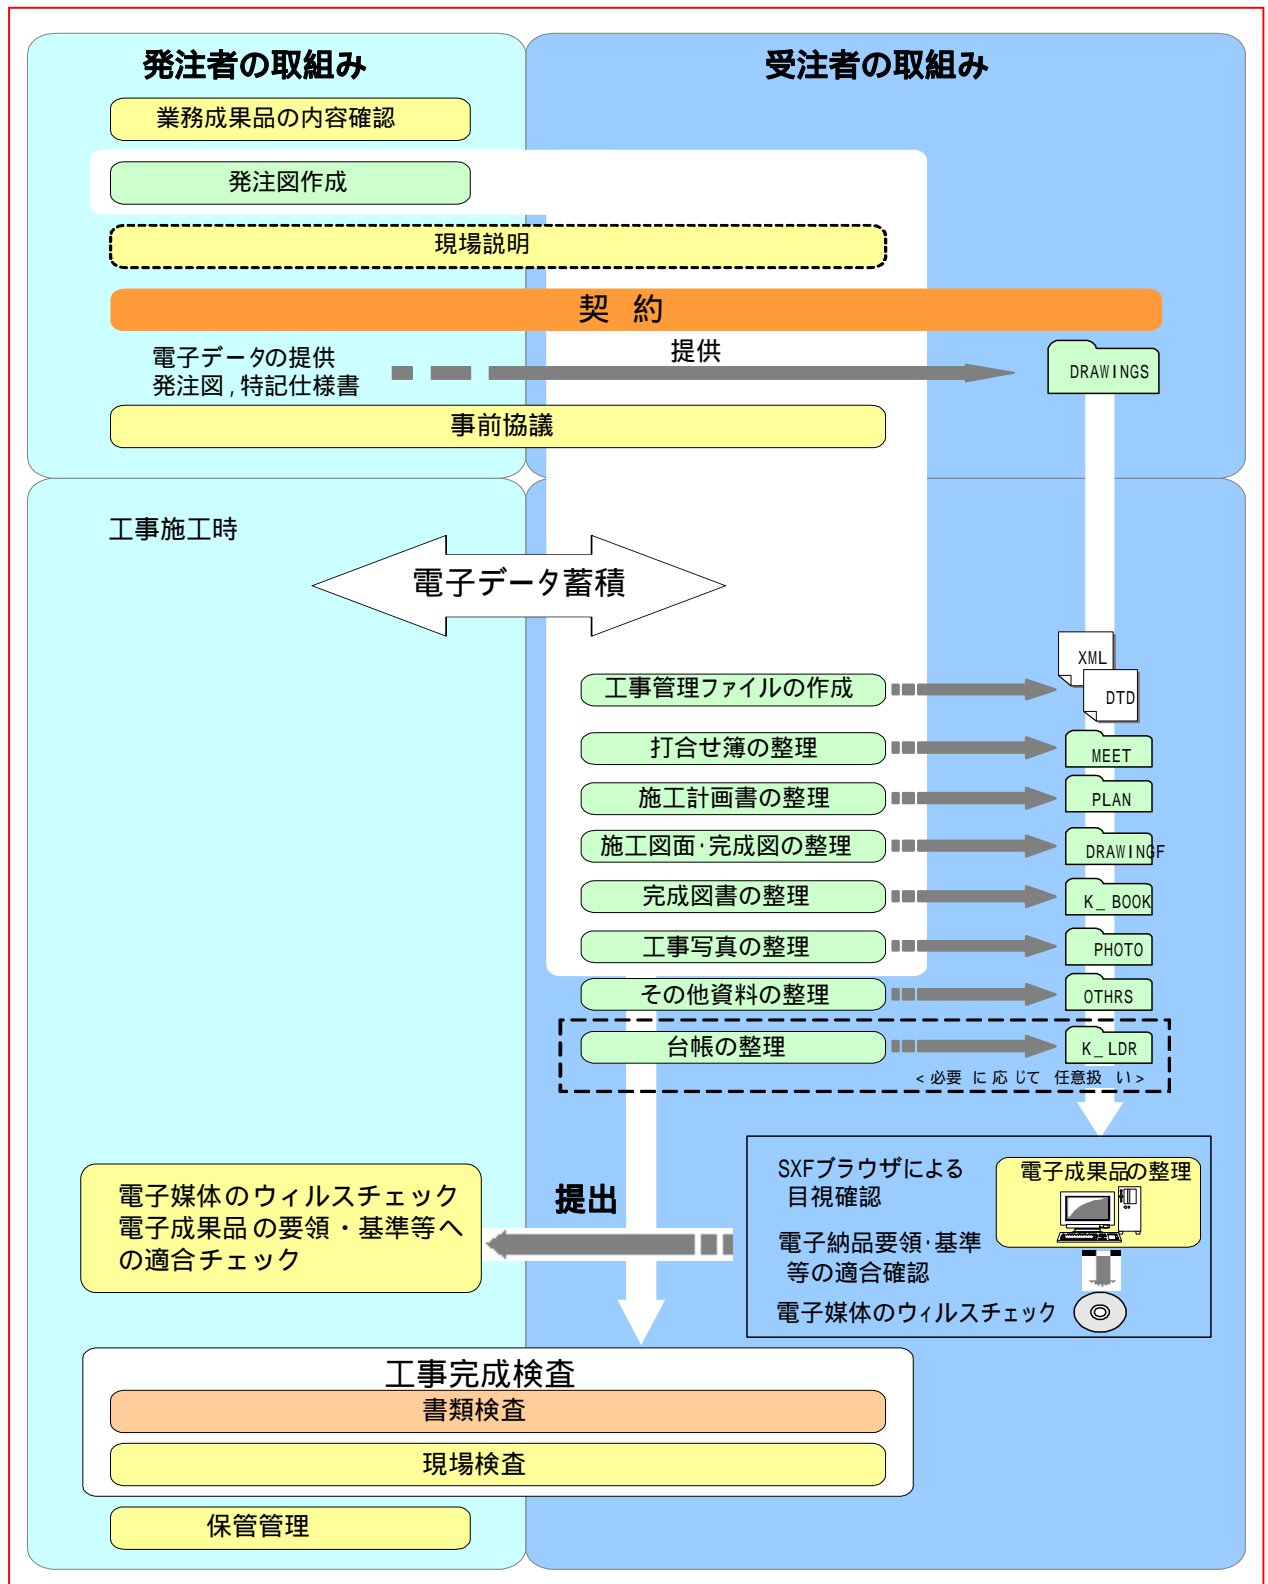 発注者の取組み
受注者の取組み
業務成果品の内容確認
発注図作成
現場説明
契 約
電子データの提供
発注図,特記仕様書
提供
DRAWINGS
事前協議
工事施工時
電子データ蓄積
XML
DTD
工事管理ファイルの作成
打合せ簿の整理
MEET
施工計画書の整理
PLAN
施工図面・完成図の整理
DRAWINGF
完成図書の整理
K_BOOK
工事写真の整理
PHOTO
その他資料の整理
OTHRS
台帳の整理
K_LDR
<必要に応じて任意扱い>
SXFブラウザによる
目視確認
電子成果品の整理
電子納品要領・基準
等の適合確認
電子媒体のウィルスチェック
提出
電子媒体のウィルスチェック
電子成果品の要領・基準等へ
の適合チェック
工事完成検査
書類検査
現場検査
保管管理